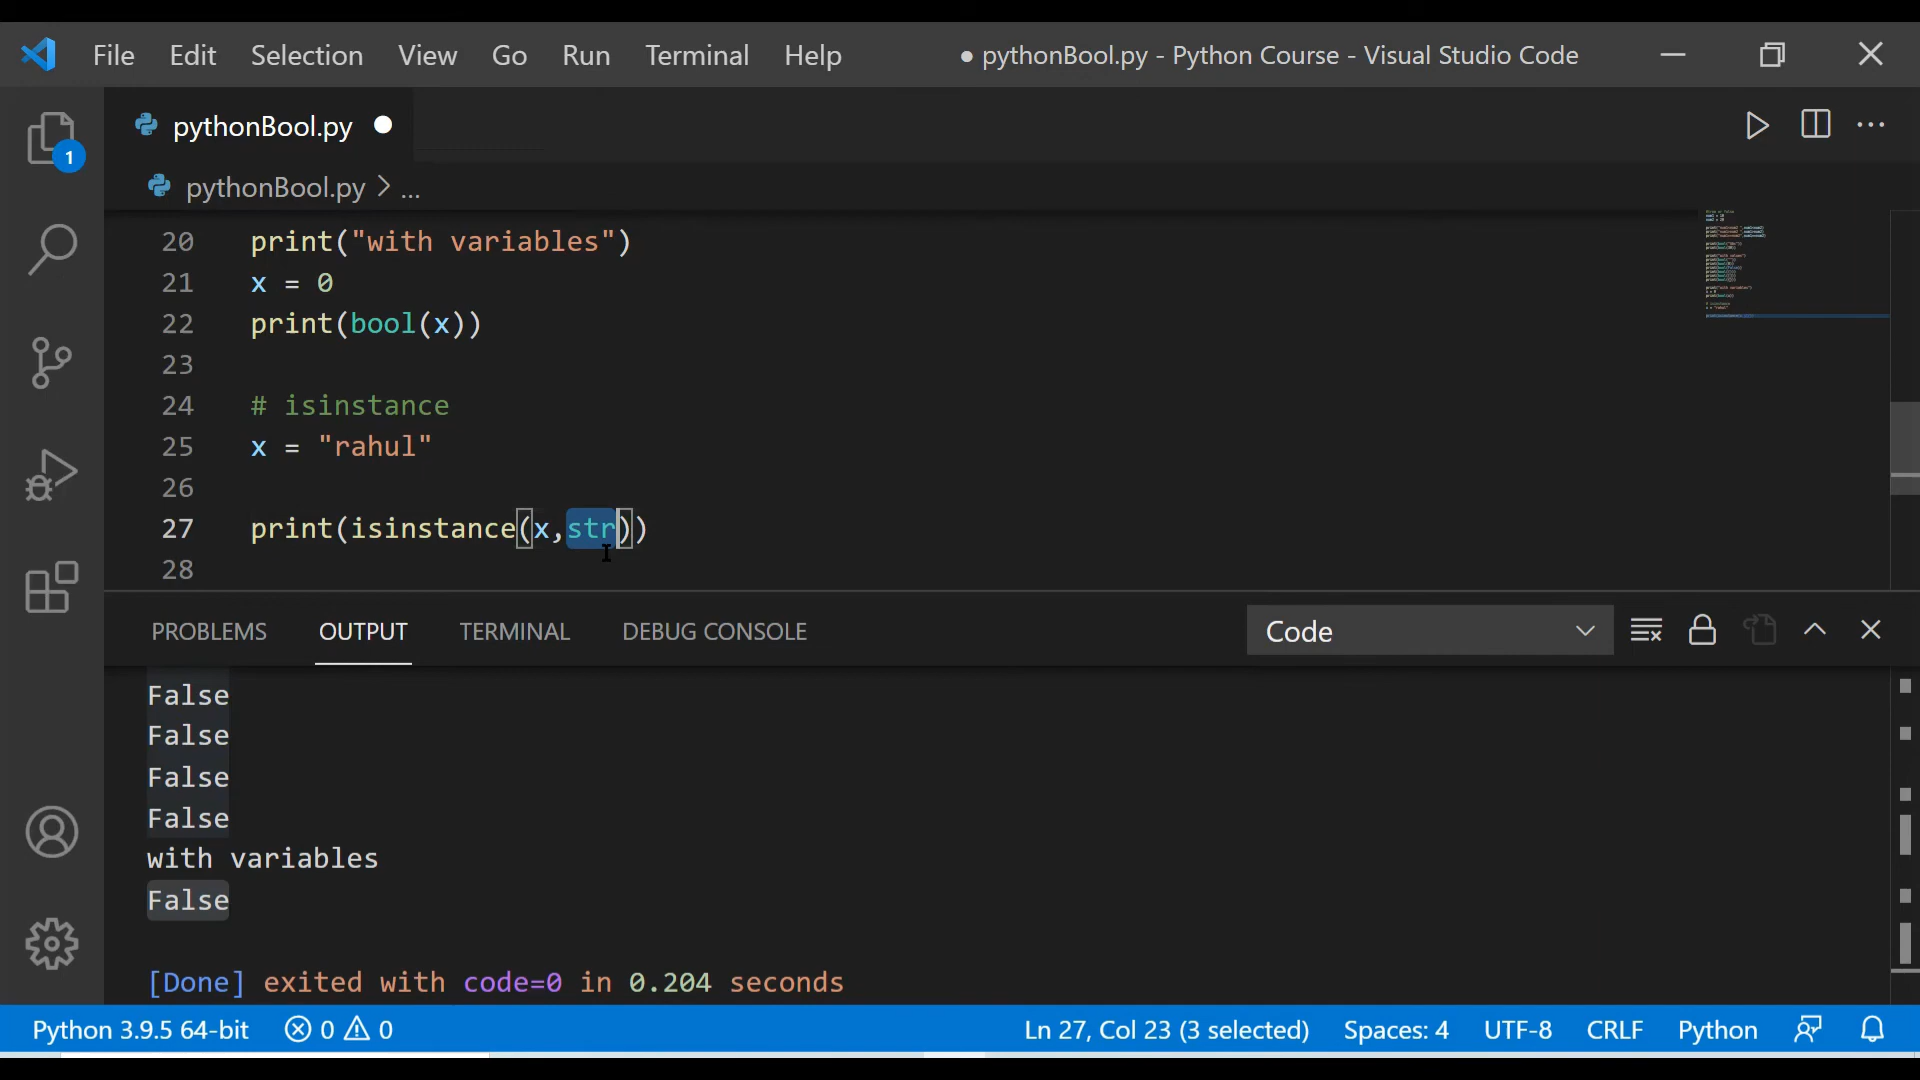 File Edit Selection View Go Run Terminal Help ● pythonBool.py - Python Course - Visual Studio Code
pythonBool.py ●
pythonBool.py > ...
20 print("with variables")
21 x = 0
22 print(bool(x))
23
24 # isinstance
25 x = "rahul"
26
27 print(isinstance(x,str))
28
PROBLEMS OUTPUT TERMINAL DEBUG CONSOLE Code
False
False
False
False
with variables
False
[Done] exited with code=0 in 0.204 seconds
Python 3.9.5 64-bit 0 0 Ln 27, Col 23 (3 selected) Spaces: 4 UTF-8 CRLF Python
1